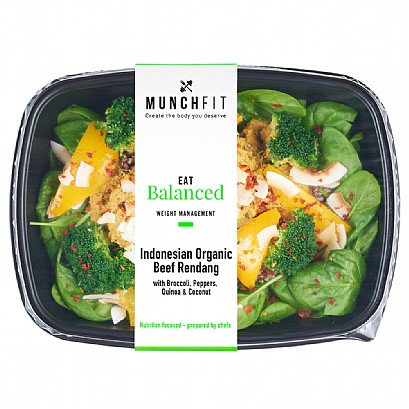 MUNCHFIT
Create the body you deserve
EAT
Balanced
WEIGHT MANAGEMENT
Indonesian Organic
Beef Rendang
with Broccoli, Peppers,
Quinoa & Coconut
Nutrition focused - prepared by chefs